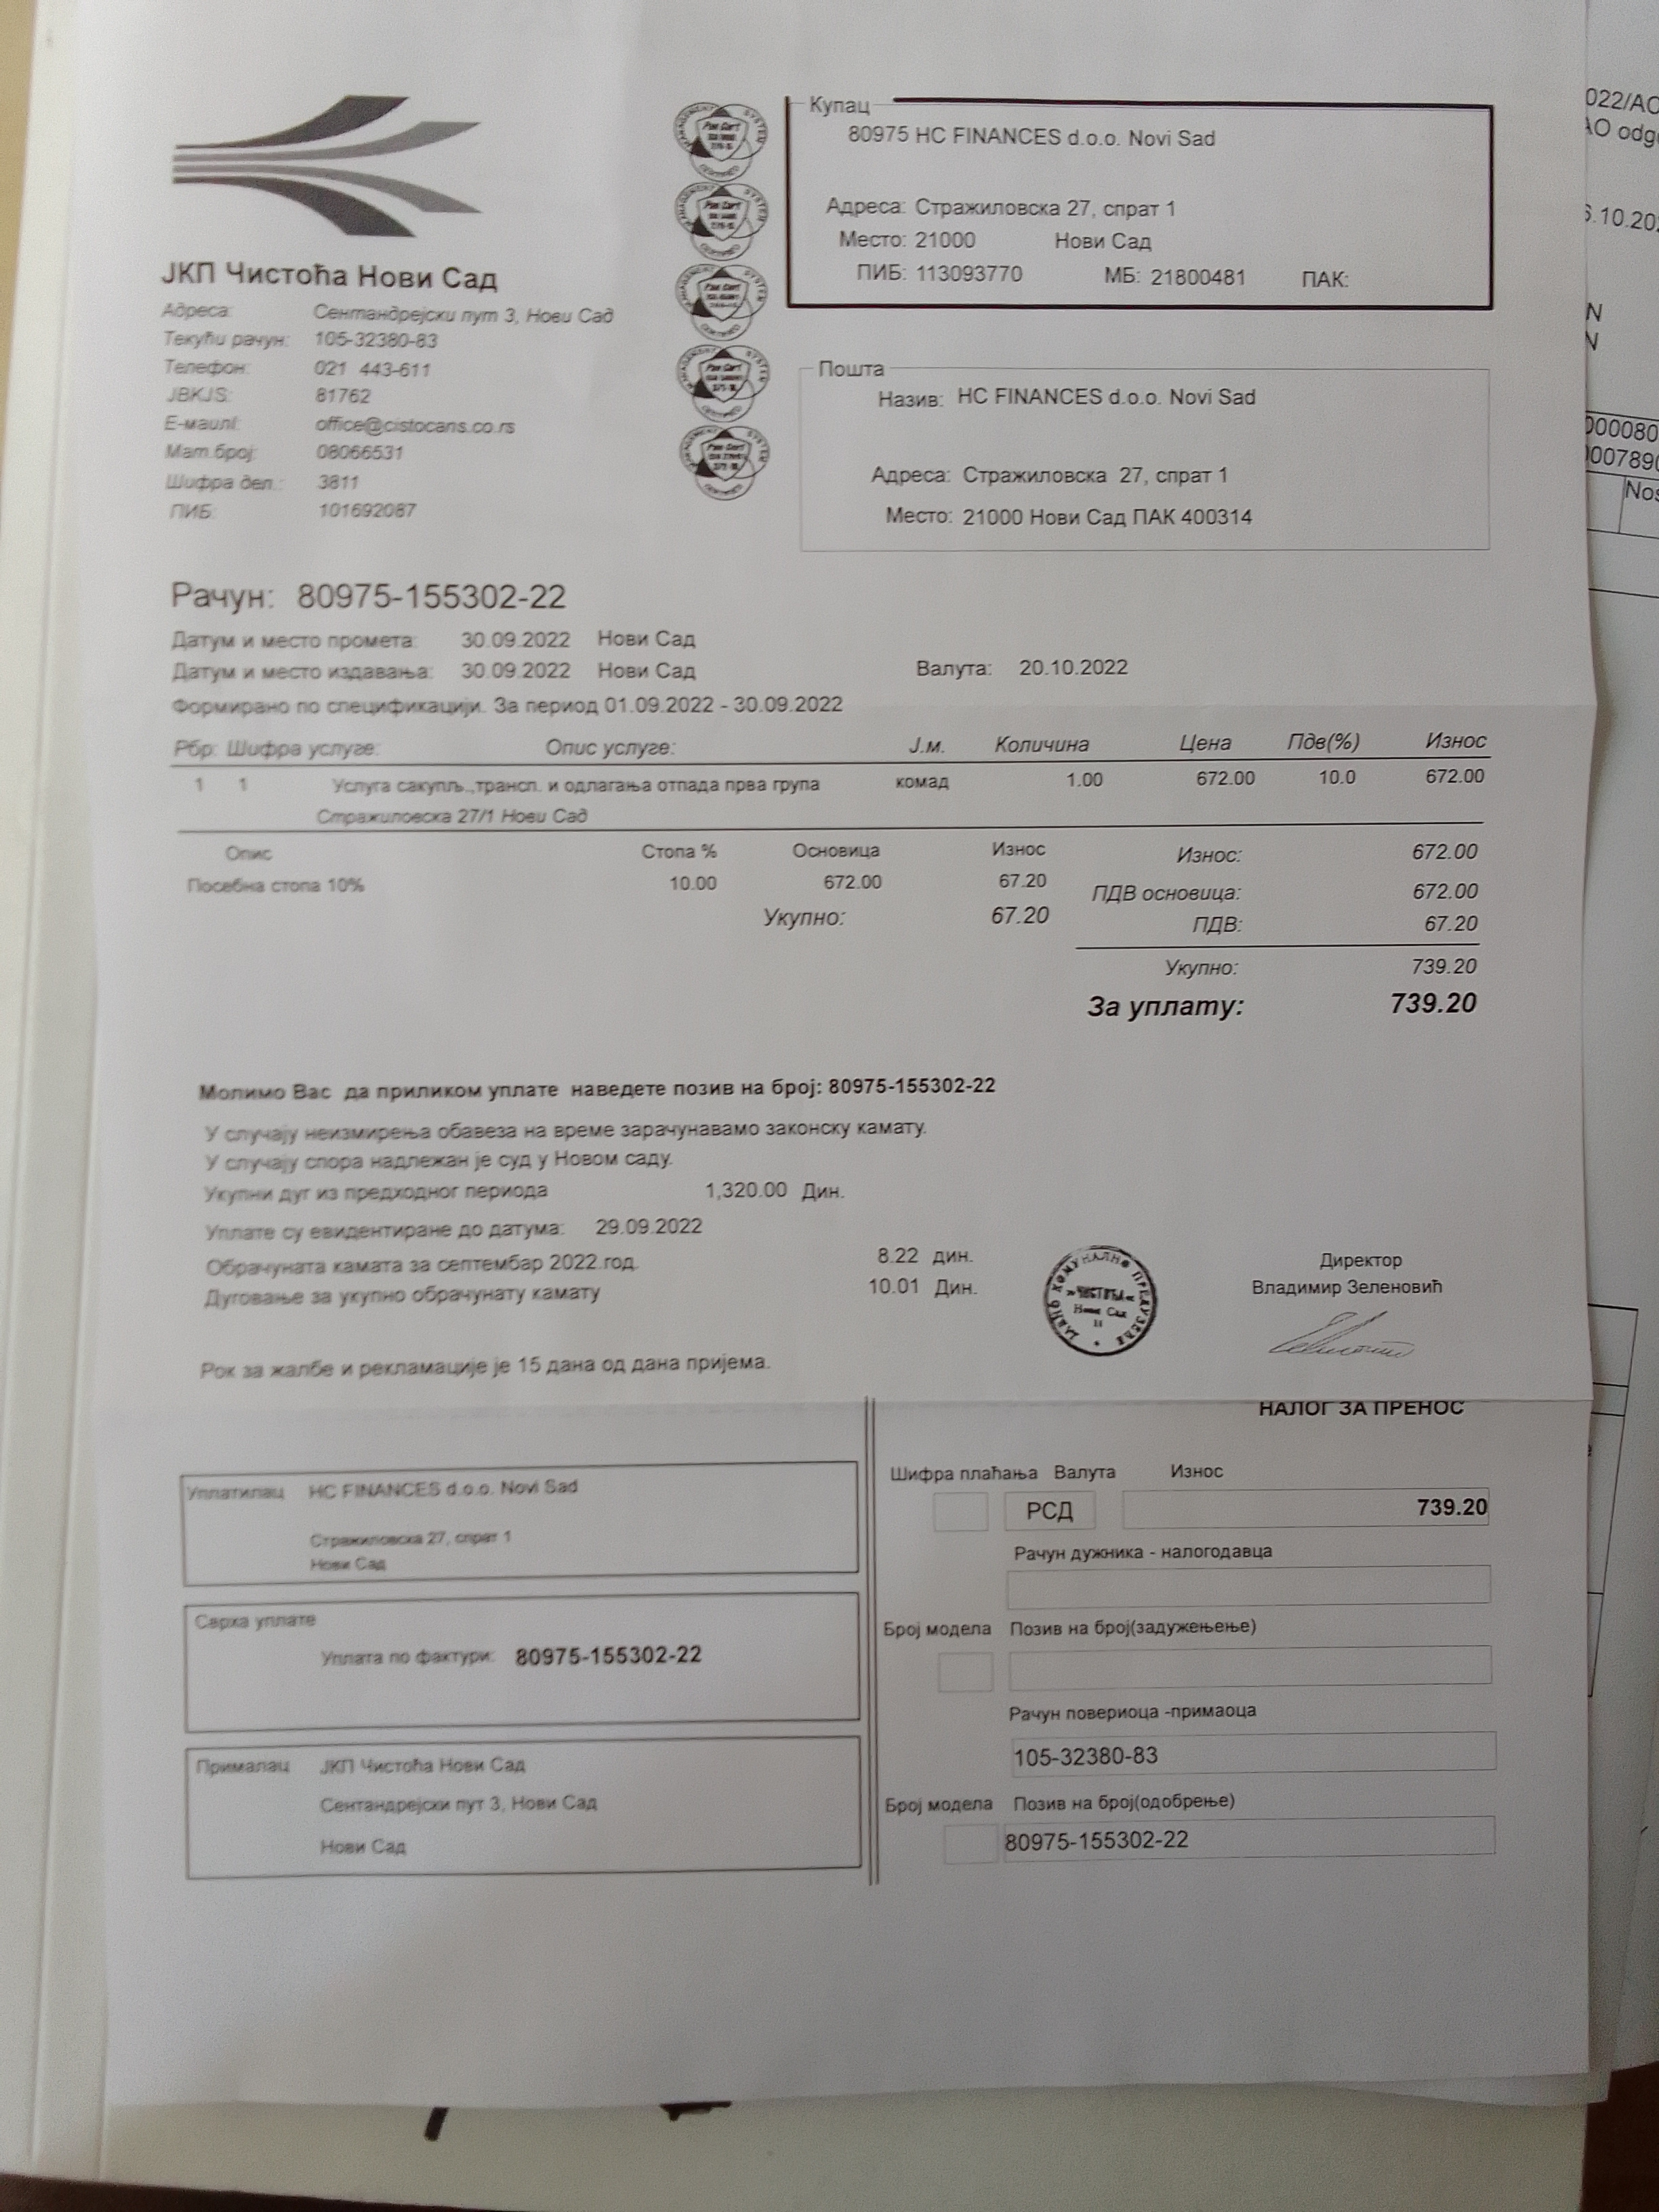 ЈКП Чистоћа Нови Сад
Адреса: Сентандрејски пут 3, Нови Сад
Текући рачун: 105-32380-83
Телефон: 021 443-611
JBKJS: 81762
Е-маил: office@cistocans.co.rs
Мат.број: 08066531
Шифра дел.: 3811
ПИБ: 101692087
Купац
80975 HC FINANCES d.o.o. Novi Sad
Адреса: Стражиловска 27, спрат 1
Место: 21000 Нови Сад
ПИБ: 113093770 МБ: 21800481 ПАК:
Пошта
Назив: HC FINANCES d.o.o. Novi Sad
Адреса: Стражиловска 27, спрат 1
Место: 21000 Нови Сад ПАК 400314
Рачун: 80975-155302-22
Датум и место промета: 30.09.2022 Нови Сад
Датум и место издавања: 30.09.2022 Нови Сад
Валута: 20.10.2022
Формирано по спецификацији. За период 01.09.2022 - 30.09.2022
Рбр: Шифра услуге: Опис услуге: Ј.м. Количина Цена Пдв(%) Износ
1 1 Услуга сакупљ.,трансп. и одлагања отпада прва група комад 1.00 672.00 10.0 672.00
Стражиловска 27/1 Нови Сад
Опис Стопа % Основица Износ
Посебна стопа 10% 10.00 672.00 67.20
Укупно: 67.20
Износ: 672.00
ПДВ основица: 672.00
ПДВ: 67.20
Укупно: 739.20
За уплату: 739.20
Молимо Вас да приликом уплате наведете позив на број: 80975-155302-22
У случају неизмирења обавеза на време зарачунавамо законску камату.
У случају спора надлежан је суд у Новом саду.
Укупни дуг из предходног периода 1,320.00 Дин.
Уплате су евидентиране до датума: 29.09.2022
Обрачуната камата за септембар 2022.год. 8.22 дин.
Дуговање за укупно обрачунату камату 10.01 Дин.
Директор
Владимир Зеленовић
Рок за жалбе и рекламације је 15 дана од дана пријема.
НАЛОГ ЗА ПРЕНОС
Уплатилац HC FINANCES d.o.o. Novi Sad
Стражиловска 27, спрат 1
Нови Сад
Сврха уплате
Уплата по фактури: 80975-155302-22
Прималац ЈКП Чистоћа Нови Сад
Сентандрејски пут 3, Нови Сад
Нови Сад
Шифра плаћања Валута Износ
РСД 739.20
Рачун дужника - налогодавца
Број модела Позив на број(задужењење)
Рачун повериоца -примаоца
105-32380-83
Број модела Позив на број(одобрење)
80975-155302-22